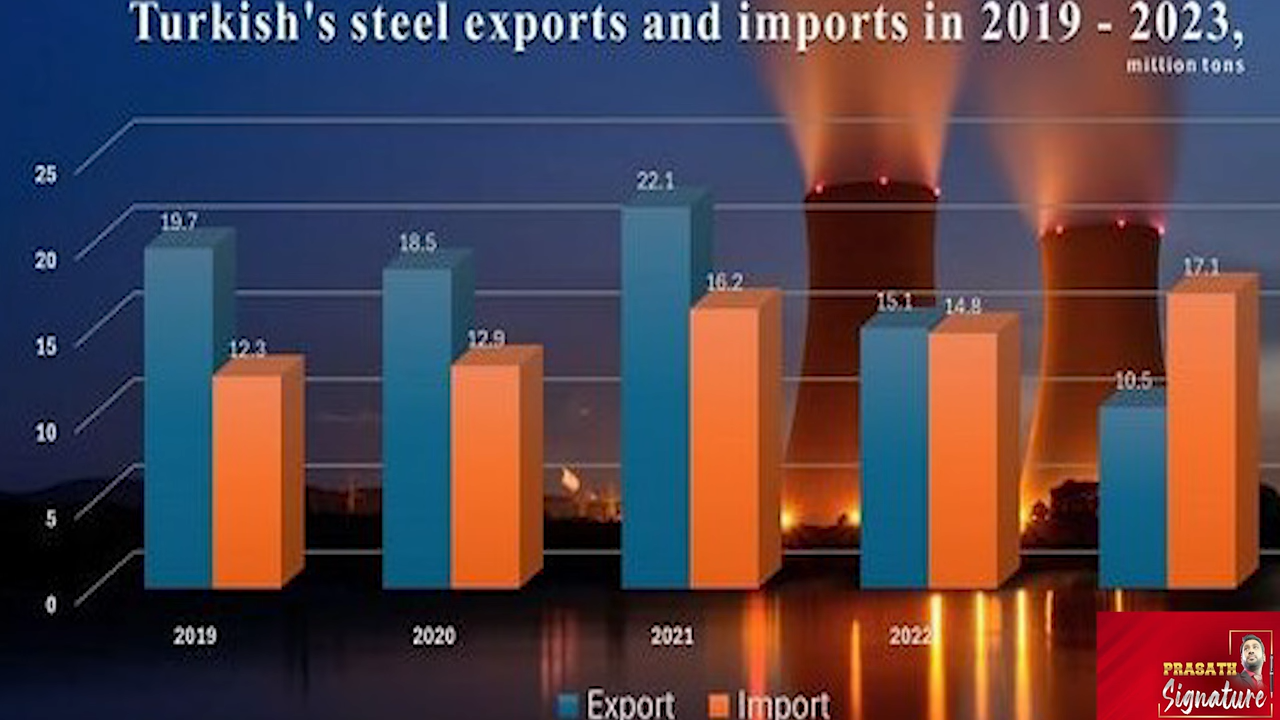 Turkish's steel exports and imports in 2019 - 2023,
million tons
25
22.1
19.7
20
18.5
17.1
16.2
15.1
14.8
15
12.9
12.3
10.5
10
5
0
2019 2020 2021 2022
Export Import
PRASATH
Signature